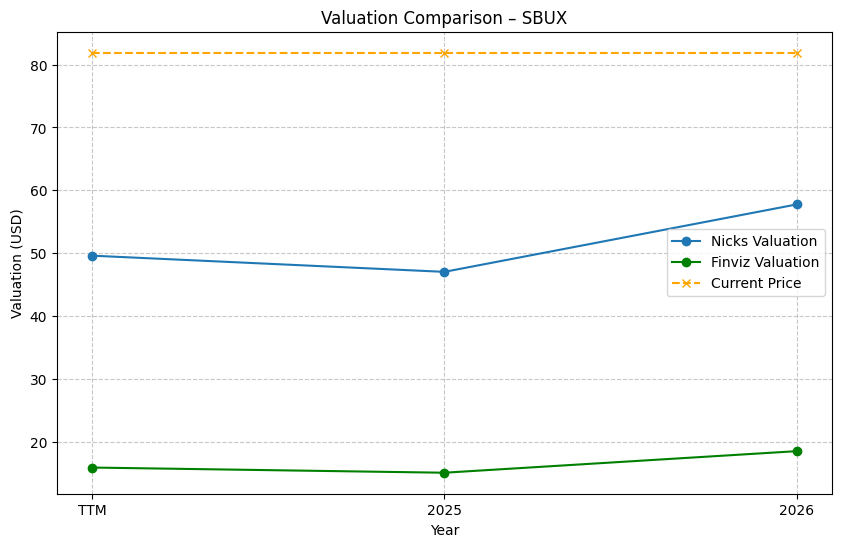 Valuation Comparison – SBUX
Valuation (USD)
80
70
60
50
40
30
20
Nicks Valuation
Finviz Valuation
Current Price
TTM
2025
2026
Year